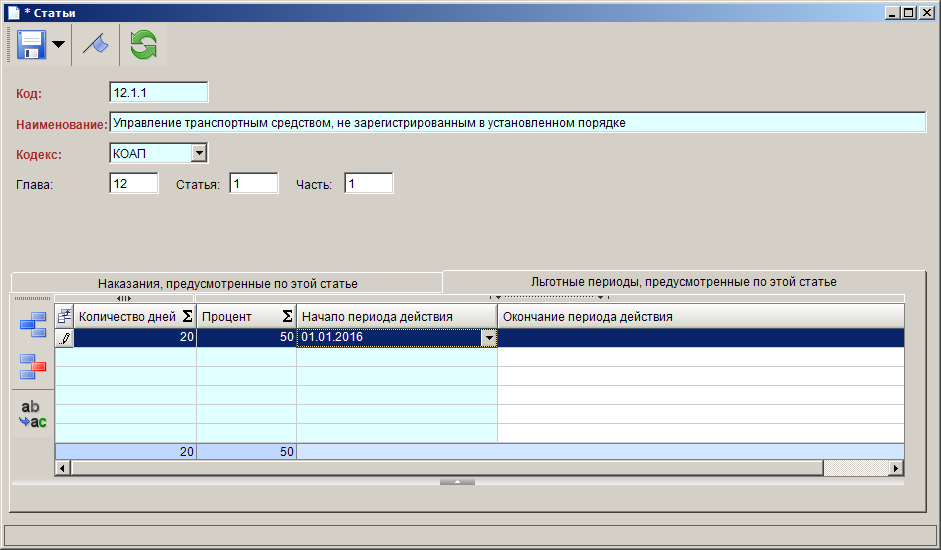 * Статьи
Код: 12.1.1
Наименование: Управление транспортным средством, не зарегистрированным в установленном порядке
Кодекс: КОАП
Глава: 12 Статья: 1 Часть: 1
Наказания, предусмотренные по этой статье Льготные периоды, предусмотренные по этой статье
Количество дней Σ Процент Σ Начало периода действия Окончание периода действия
20 50 01.01.2016
ab
ac
20 50